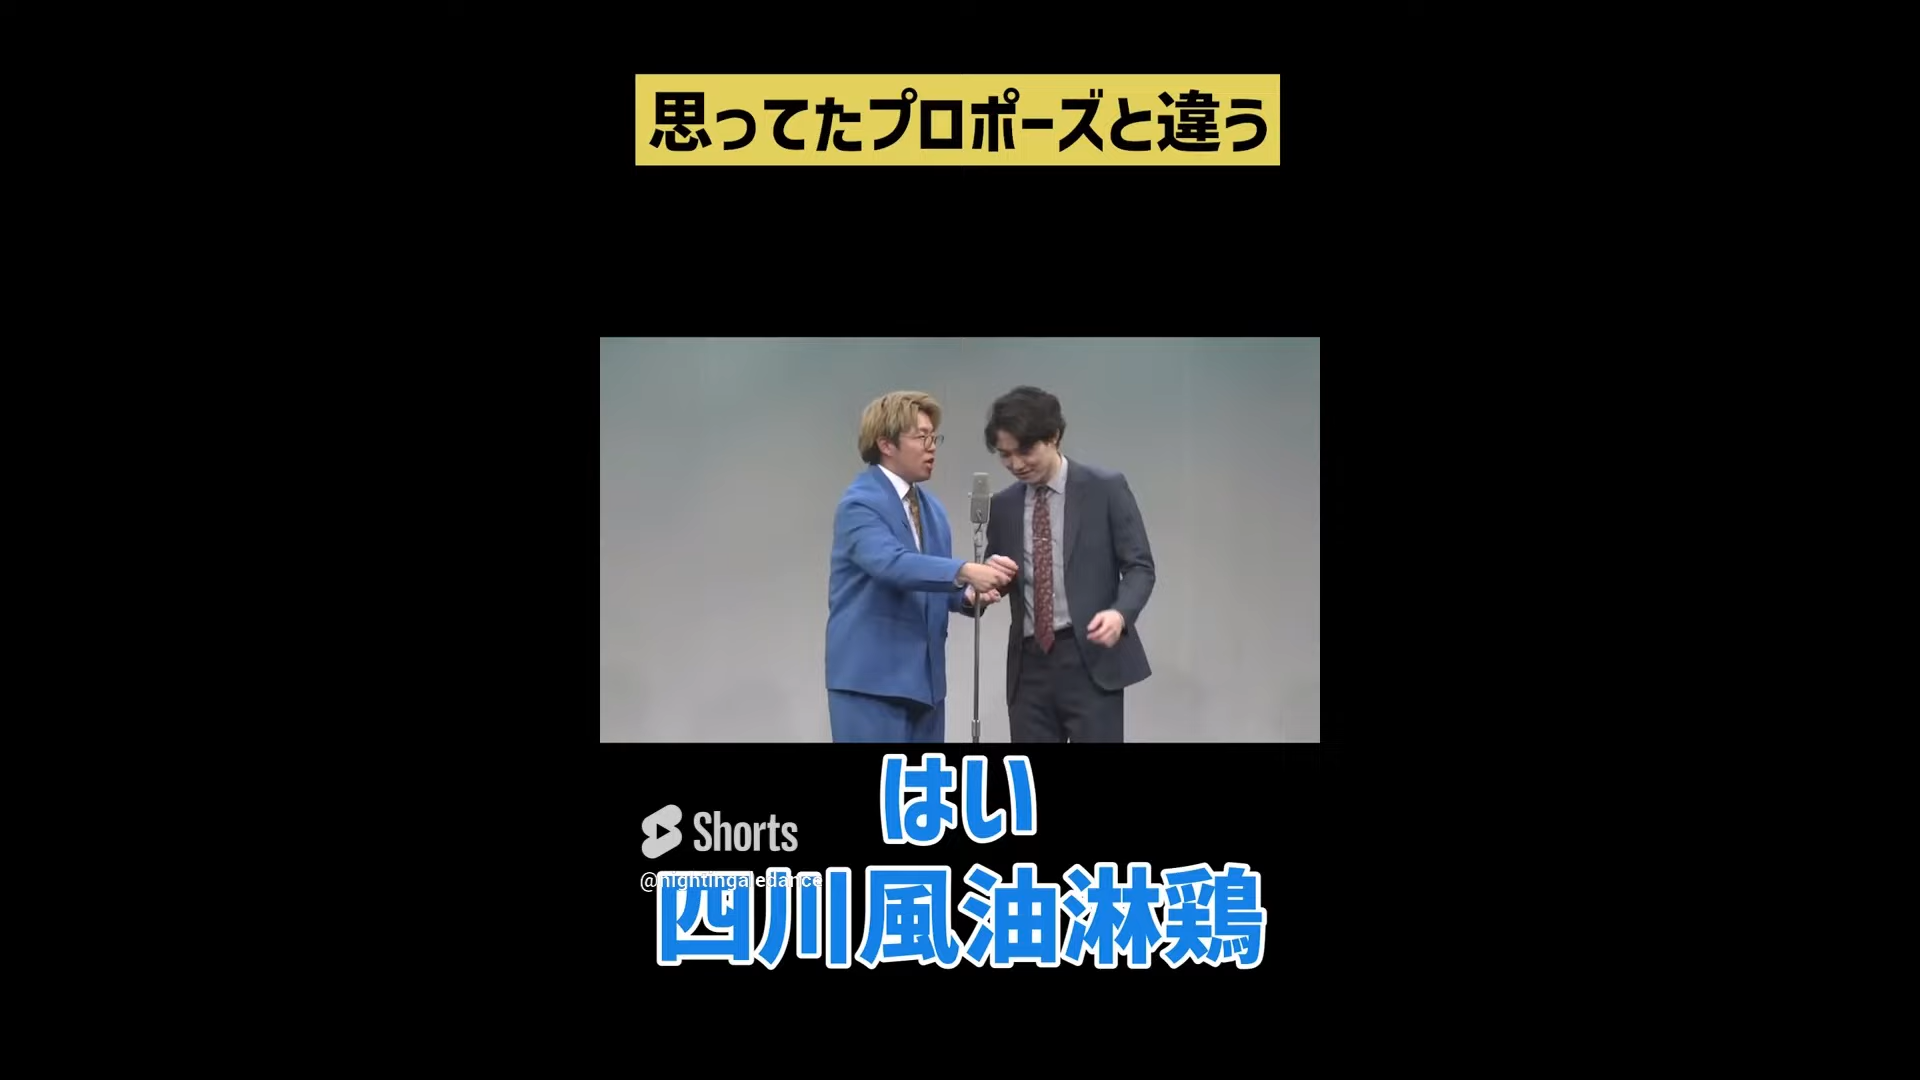 思ってたプロポーズと違う
はい
Shorts
@nightingaledance
四川風油淋鶏